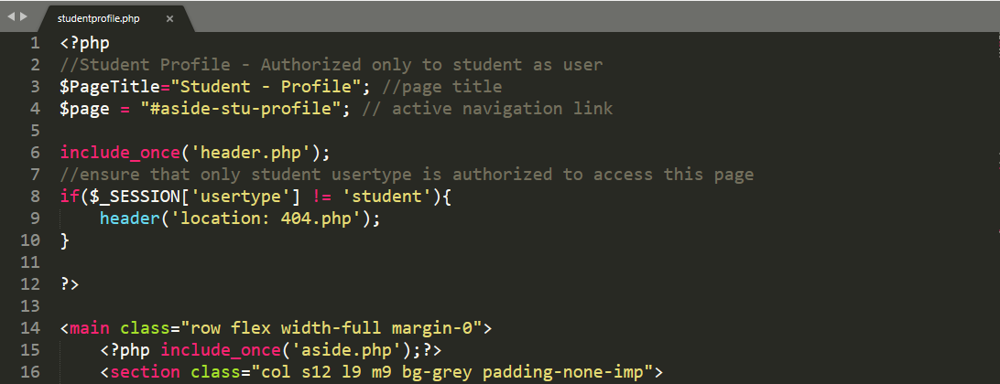 studentprofile.php ×
1 <?php
2 //Student Profile - Authorized only to student as user
3 $PageTitle="Student - Profile"; //page title
4 $page = "#aside-stu-profile"; // active navigation link
5
6 include_once('header.php');
7 //ensure that only student usertype is authorized to access this page
8 if($_SESSION['usertype'] != 'student'){
9     header('location: 404.php');
10 }
11
12 ?>
13
14 <main class="row flex width-full margin-0">
15     <?php include_once('aside.php');?>
16     <section class="col s12 l9 m9 bg-grey padding-none-imp">